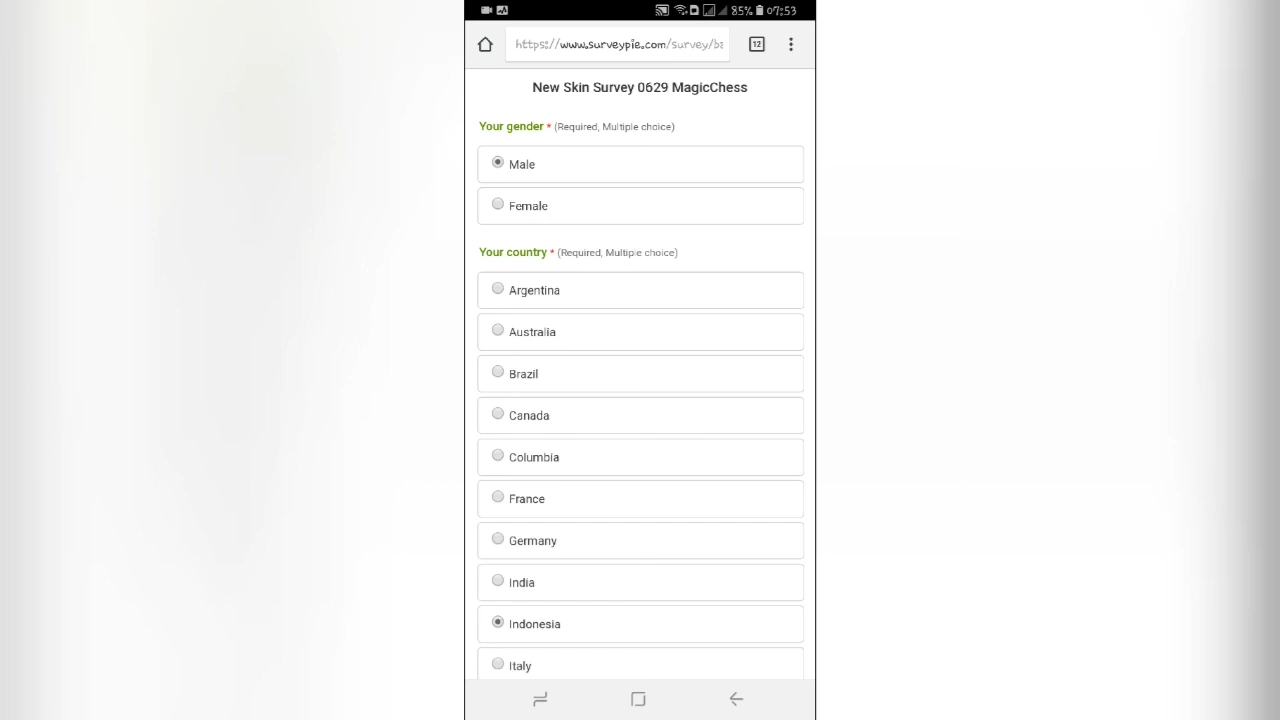 85% 07:53
https://www.surveypie.com/survey/ba
12
New Skin Survey 0629 MagicChess
Your gender * (Required, Multiple choice)
Male
Female
Your country * (Required, Multiple choice)
Argentina
Australia
Brazil
Canada
Columbia
France
Germany
India
Indonesia
Italy